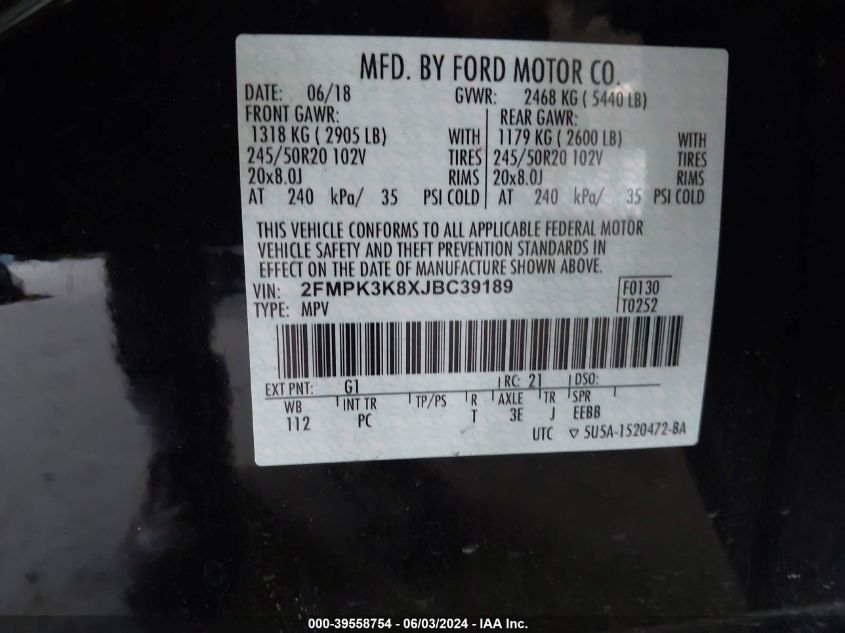 MFD. BY FORD MOTOR CO.
DATE: 06/18 GVWR: 2468 KG ( 5440 LB)
FRONT GAWR: REAR GAWR:
1318 KG ( 2905 LB) WITH 1179 KG ( 2600 LB) WITH
245/50R20 102V TIRES 245/50R20 102V TIRES
20x8.0J RIMS 20x8.0J RIMS
AT 240 kPa/ 35 PSI COLD AT 240 kPa/ 35 PSI COLD
THIS VEHICLE CONFORMS TO ALL APPLICABLE FEDERAL MOTOR
VEHICLE SAFETY AND THEFT PREVENTION STANDARDS IN
EFFECT ON THE DATE OF MANUFACTURE SHOWN ABOVE.
VIN: 2FMPK3K8XJBC39189 F0130
TYPE: MPV T0252
EXT PNT: G1 RC: 21 DSO:
WB INT TR TP/PS R AXLE TR SPR
112 PC T 3E J EEBB
UTC ▽ 5U5A-1520472-BA
000-39558754 - 06/03/2024 - IAA Inc.